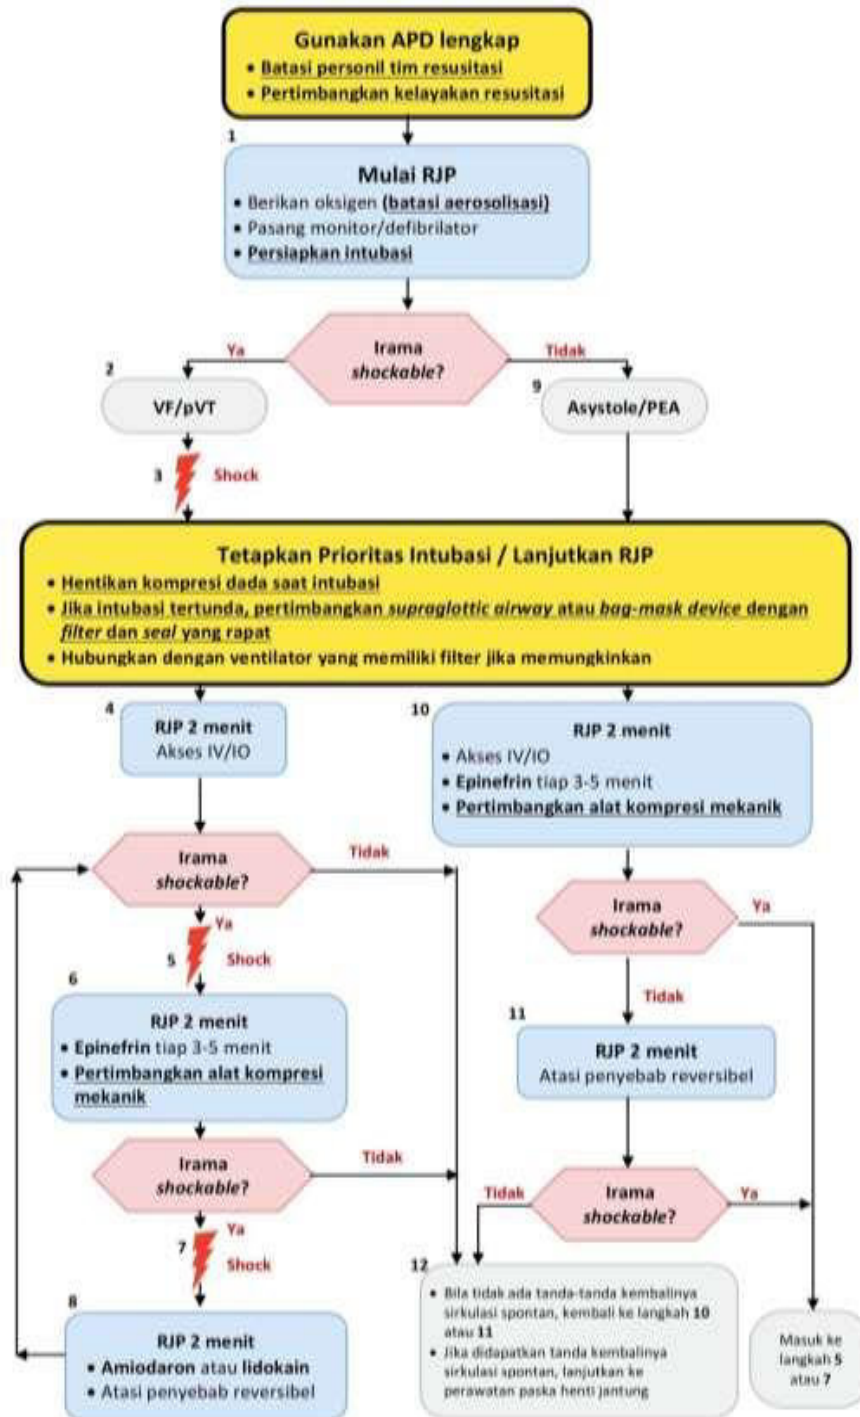 Gunakan APD lengkap
• Batasi personil tim resusitasi
• Pertimbangkan kelayakan resusitasi
1
Mulai RJP
• Berikan oksigen (batasi aerosolisasi)
• Pasang monitor/defibrilator
• Persiapkan intubasi
Irama
shockable?
Ya
Tidak
2
VF/pVT
9
Asystole/PEA
3
Shock
Tetapkan Prioritas Intubasi / Lanjutkan RJP
• Hentikan kompresi dada saat intubasi
• Jika intubasi tertunda, pertimbangkan supraglottic airway atau bag-mask device dengan
filter dan seal yang rapat
• Hubungkan dengan ventilator yang memiliki filter jika memungkinkan
4
RJP 2 menit
Akses IV/IO
10
RJP 2 menit
• Akses IV/IO
• Epinefrin tiap 3-5 menit
• Pertimbangkan alat kompresi mekanik
Irama
shockable?
Tidak
Ya
5
Shock
Irama
shockable?
Ya
Tidak
6
RJP 2 menit
• Epinefrin tiap 3-5 menit
• Pertimbangkan alat kompresi
mekanik
11
RJP 2 menit
Atasi penyebab reversibel
Irama
shockable?
Tidak
Ya
7
Shock
Irama
shockable?
Tidak
Ya
8
RJP 2 menit
• Amiodaron atau lidokain
• Atasi penyebab reversibel
12
• Bila tidak ada tanda-tanda kembalinya
sirkulasi spontan, kembali ke langkah 10
atau 11
• Jika didapatkan tanda kembalinya
sirkulasi spontan, lanjutkan ke
perawatan paska henti jantung
Masuk ke
langkah 5
atau 7